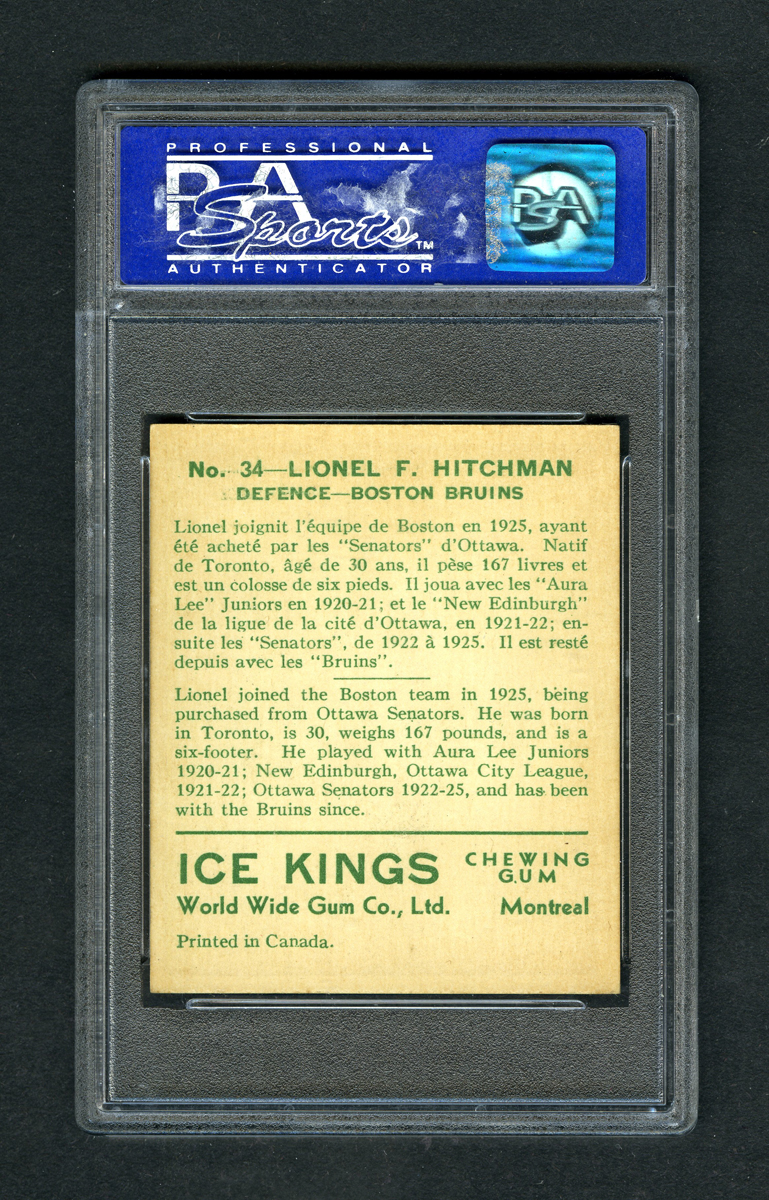 PROFESSIONAL
PSA
Sports™
AUTHENTICATOR
PSA
No. 34—LIONEL F. HITCHMAN
DEFENCE—BOSTON BRUINS
Lionel joignit l'équipe de Boston en 1925, ayant
été acheté par les "Senators" d'Ottawa. Natif
de Toronto, âgé de 30 ans, il pèse 167 livres et
est un colosse de six pieds. Il joua avec les "Aura
Lee" Juniors en 1920-21; et le "New Edinburgh"
de la ligue de la cité d'Ottawa, en 1921-22; en-
suite les "Senators", de 1922 à 1925. Il est resté
depuis avec les "Bruins".
Lionel joined the Boston team in 1925, being
purchased from Ottawa Senators. He was born
in Toronto, is 30, weighs 167 pounds, and is a
six-footer. He played with Aura Lee Juniors
1920-21; New Edinburgh, Ottawa City League,
1921-22; Ottawa Senators 1922-25, and has been
with the Bruins since.
ICE KINGS CHEWING GUM
World Wide Gum Co., Ltd. Montreal
Printed in Canada.